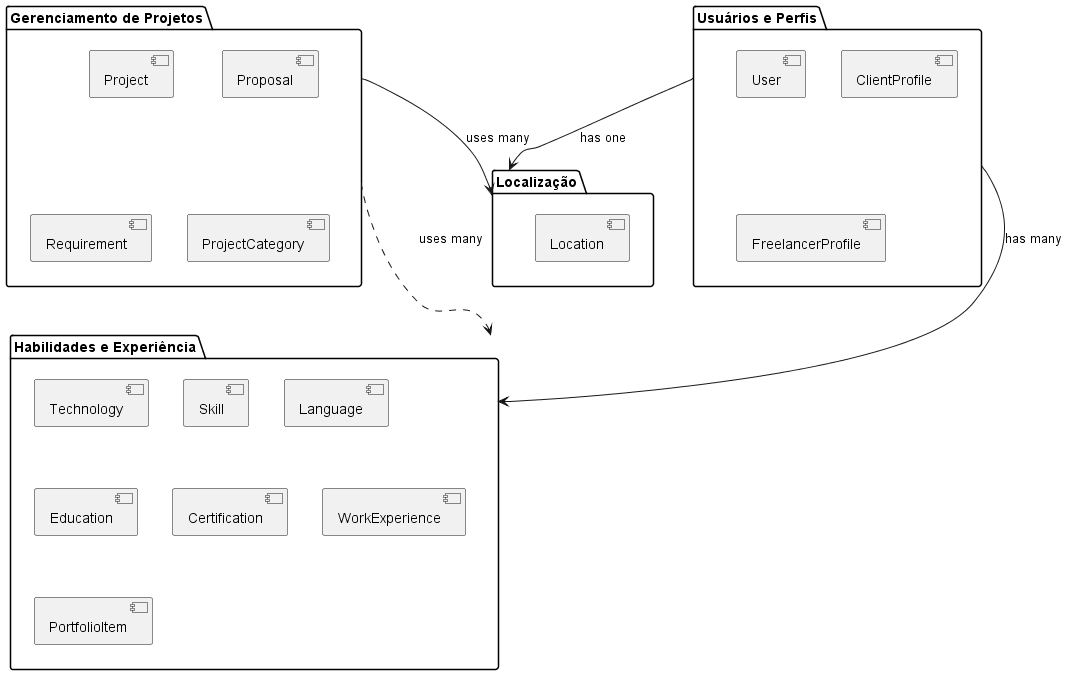 Gerenciamento de Projetos
Usuários e Perfis
Project
Proposal
User
ClientProfile
uses many
has one
Localização
Requirement
ProjectCategory
uses many
Location
FreelancerProfile
has many
Habilidades e Experiência
Technology
Skill
Language
Education
Certification
WorkExperience
PortfolioItem